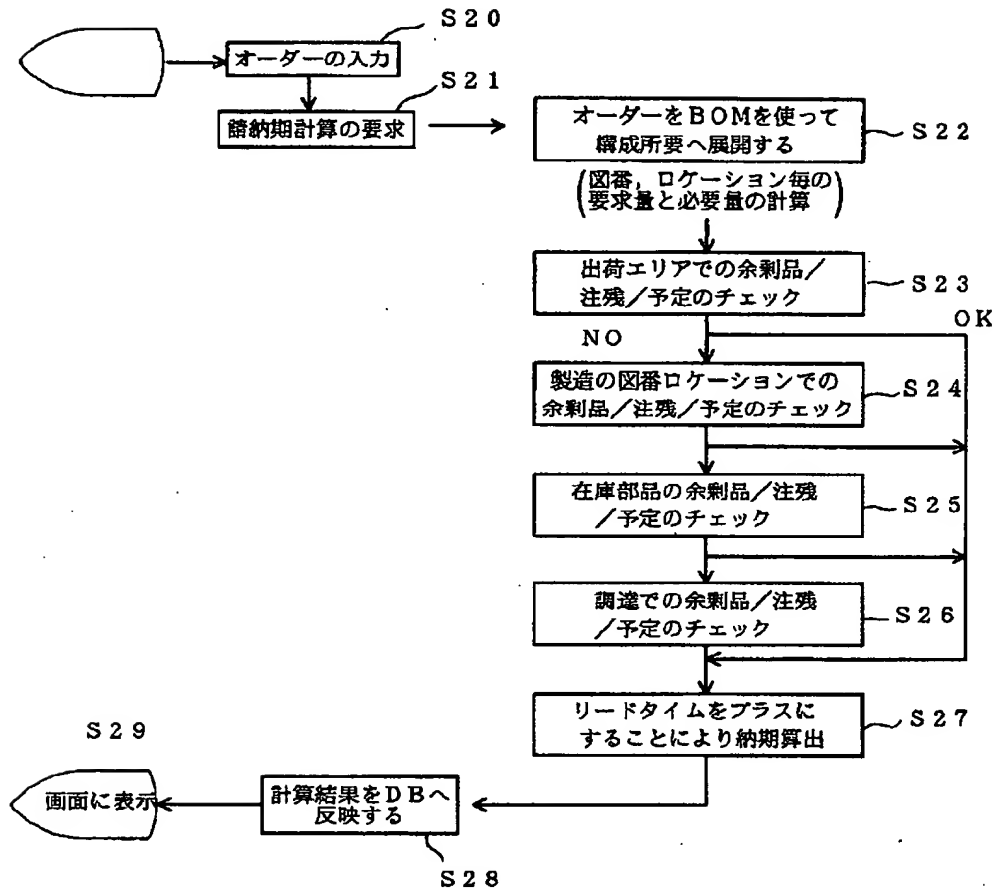 S20
オーダーの入力
S21
請納期計算の要求
オーダーをBOMを使って
構成所要へ展開する
S22
(図番,ロケーション毎の
要求量と必要量の計算)
出荷エリアでの余剰品/
注残/予定のチェック
S23
OK
NO
製造の図番ロケーションでの
余剰品/注残/予定のチェック
S24
在庫部品の余剰品/注残
/予定のチェック
S25
調達での余剰品/注残
/予定のチェック
S26
リードタイムをプラスに
することにより納期算出
S27
S29
画面に表示
計算結果をDBへ
反映する
S28